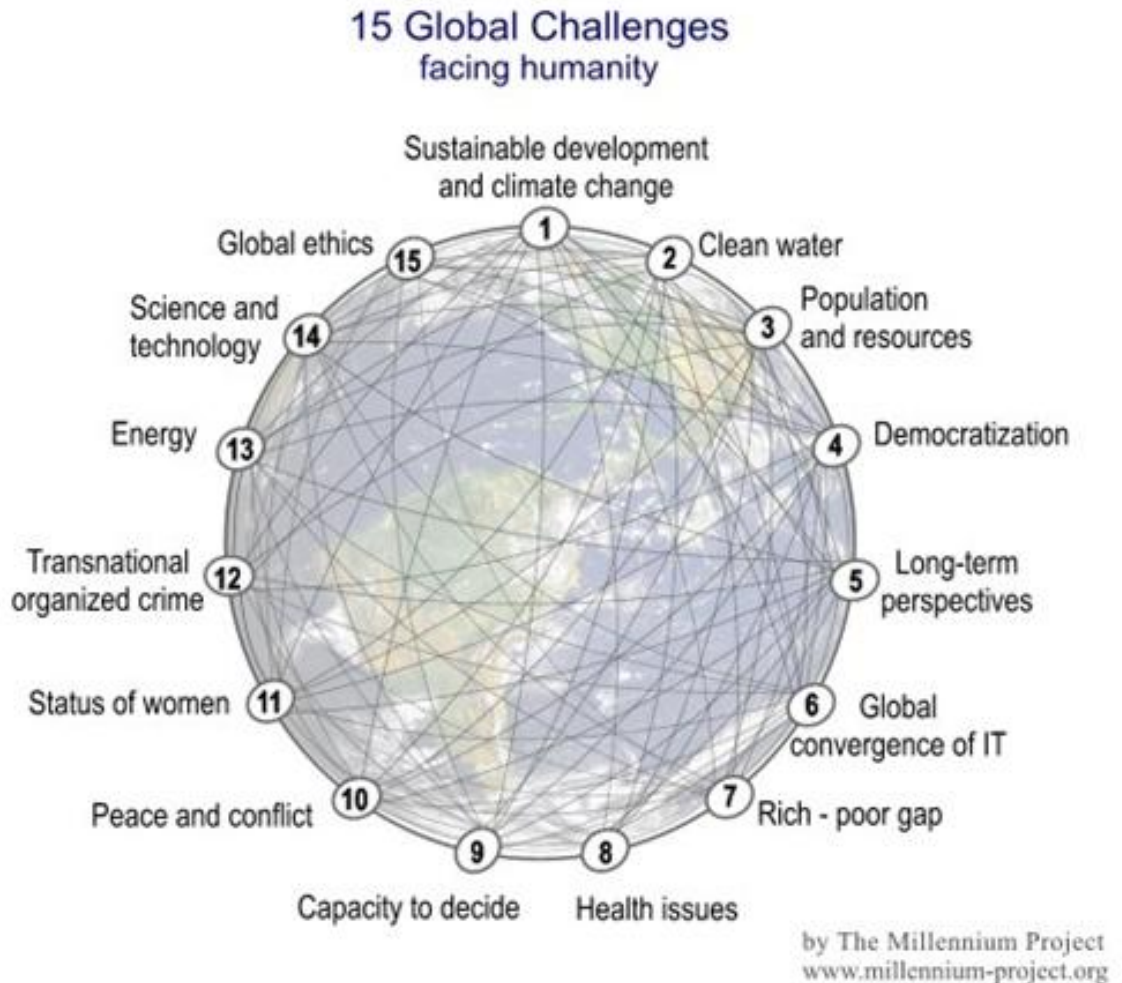 15 Global Challenges
facing humanity
Sustainable development
and climate change
1
2
Clean water
3
Population
and resources
4
Democratization
5
Long-term
perspectives
6
Global
convergence of IT
7
Rich - poor gap
8
Health issues
9
Capacity to decide
10
Peace and conflict
11
Status of women
12
Transnational
organized crime
13
Energy
14
Science and
technology
15
Global ethics
by The Millennium Project
www.millennium-project.org